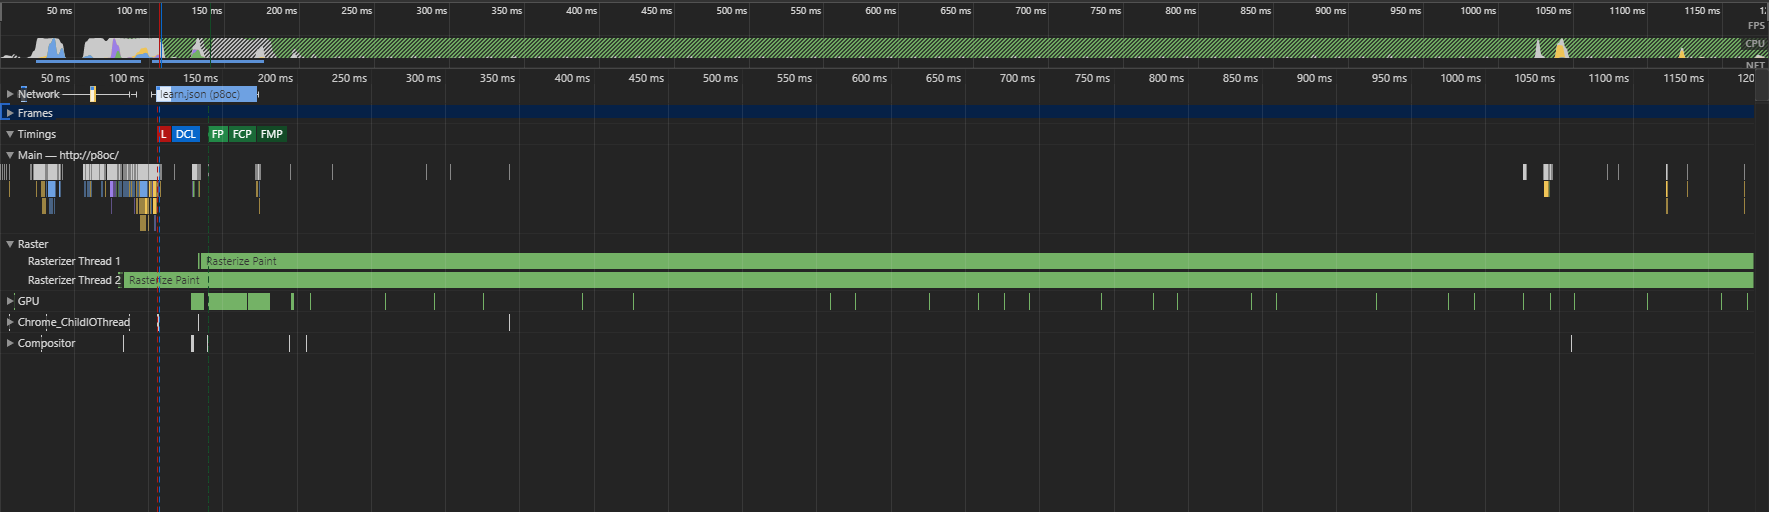 50 ms 100 ms 150 ms 200 ms 250 ms 300 ms 350 ms 400 ms 450 ms 500 ms 550 ms 600 ms 650 ms 700 ms 750 ms 800 ms 850 ms 900 ms 950 ms 1000 ms 1050 ms 1100 ms 1150 ms
FPS
CPU
NET
50 ms 100 ms 150 ms 200 ms 250 ms 300 ms 350 ms 400 ms 450 ms 500 ms 550 ms 600 ms 650 ms 700 ms 750 ms 800 ms 850 ms 900 ms 950 ms 1000 ms 1050 ms 1100 ms 1150 ms 120
Network learn.json (p8oc)
Frames
Timings L DCL FP FCP FMP
Main — http://p8oc/
Raster
Rasterizer Thread 1 Rasterize Paint
Rasterizer Thread 2 Rasterize Paint
GPU
Chrome_ChildIOThread
Compositor